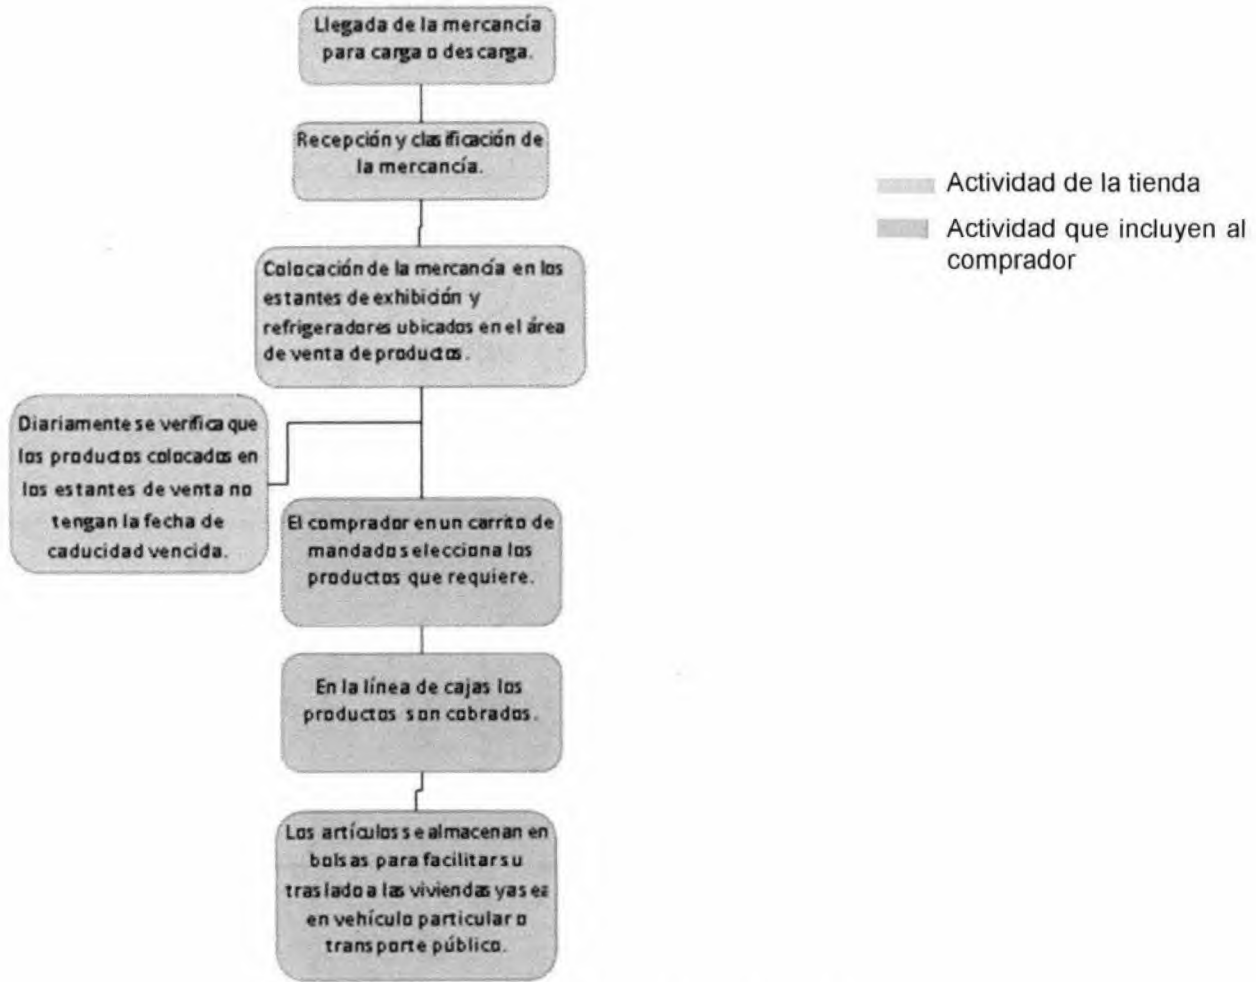 Llegada de la mercancía
para carga o descarga.
Recepción y clasificación de
la mercancía.
Colocación de la mercancía en los
estantes de exhibición y
refrigeradores ubicados en el área
de venta de productos.
Diariamente se verifica que
los productos colocados en
los estantes de venta no
tengan la fecha de
caducidad vencida.
El comprador en un carrito de
mandado selecciona los
productos que requiere.
En la línea de cajas los
productos son cobrados.
Los artículos se almacenan en
bolsas para facilitar su
traslado a las viviendas ya sea
en vehículo particular o
transporte público.
Actividad de la tienda
Actividad que incluyen al
comprador